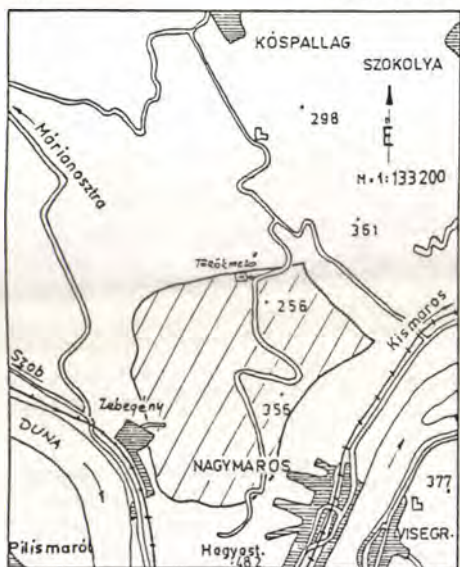 KÓSPALLAG
SZOKOLYA
298
É
M=1:133200
Márianosztra
361
Törökmező
256
Kismaros
Szob
356
Zebegény
DUNA
NAGYMAROS
377
VISEGR.
Pilismarót
Hegyest.
482